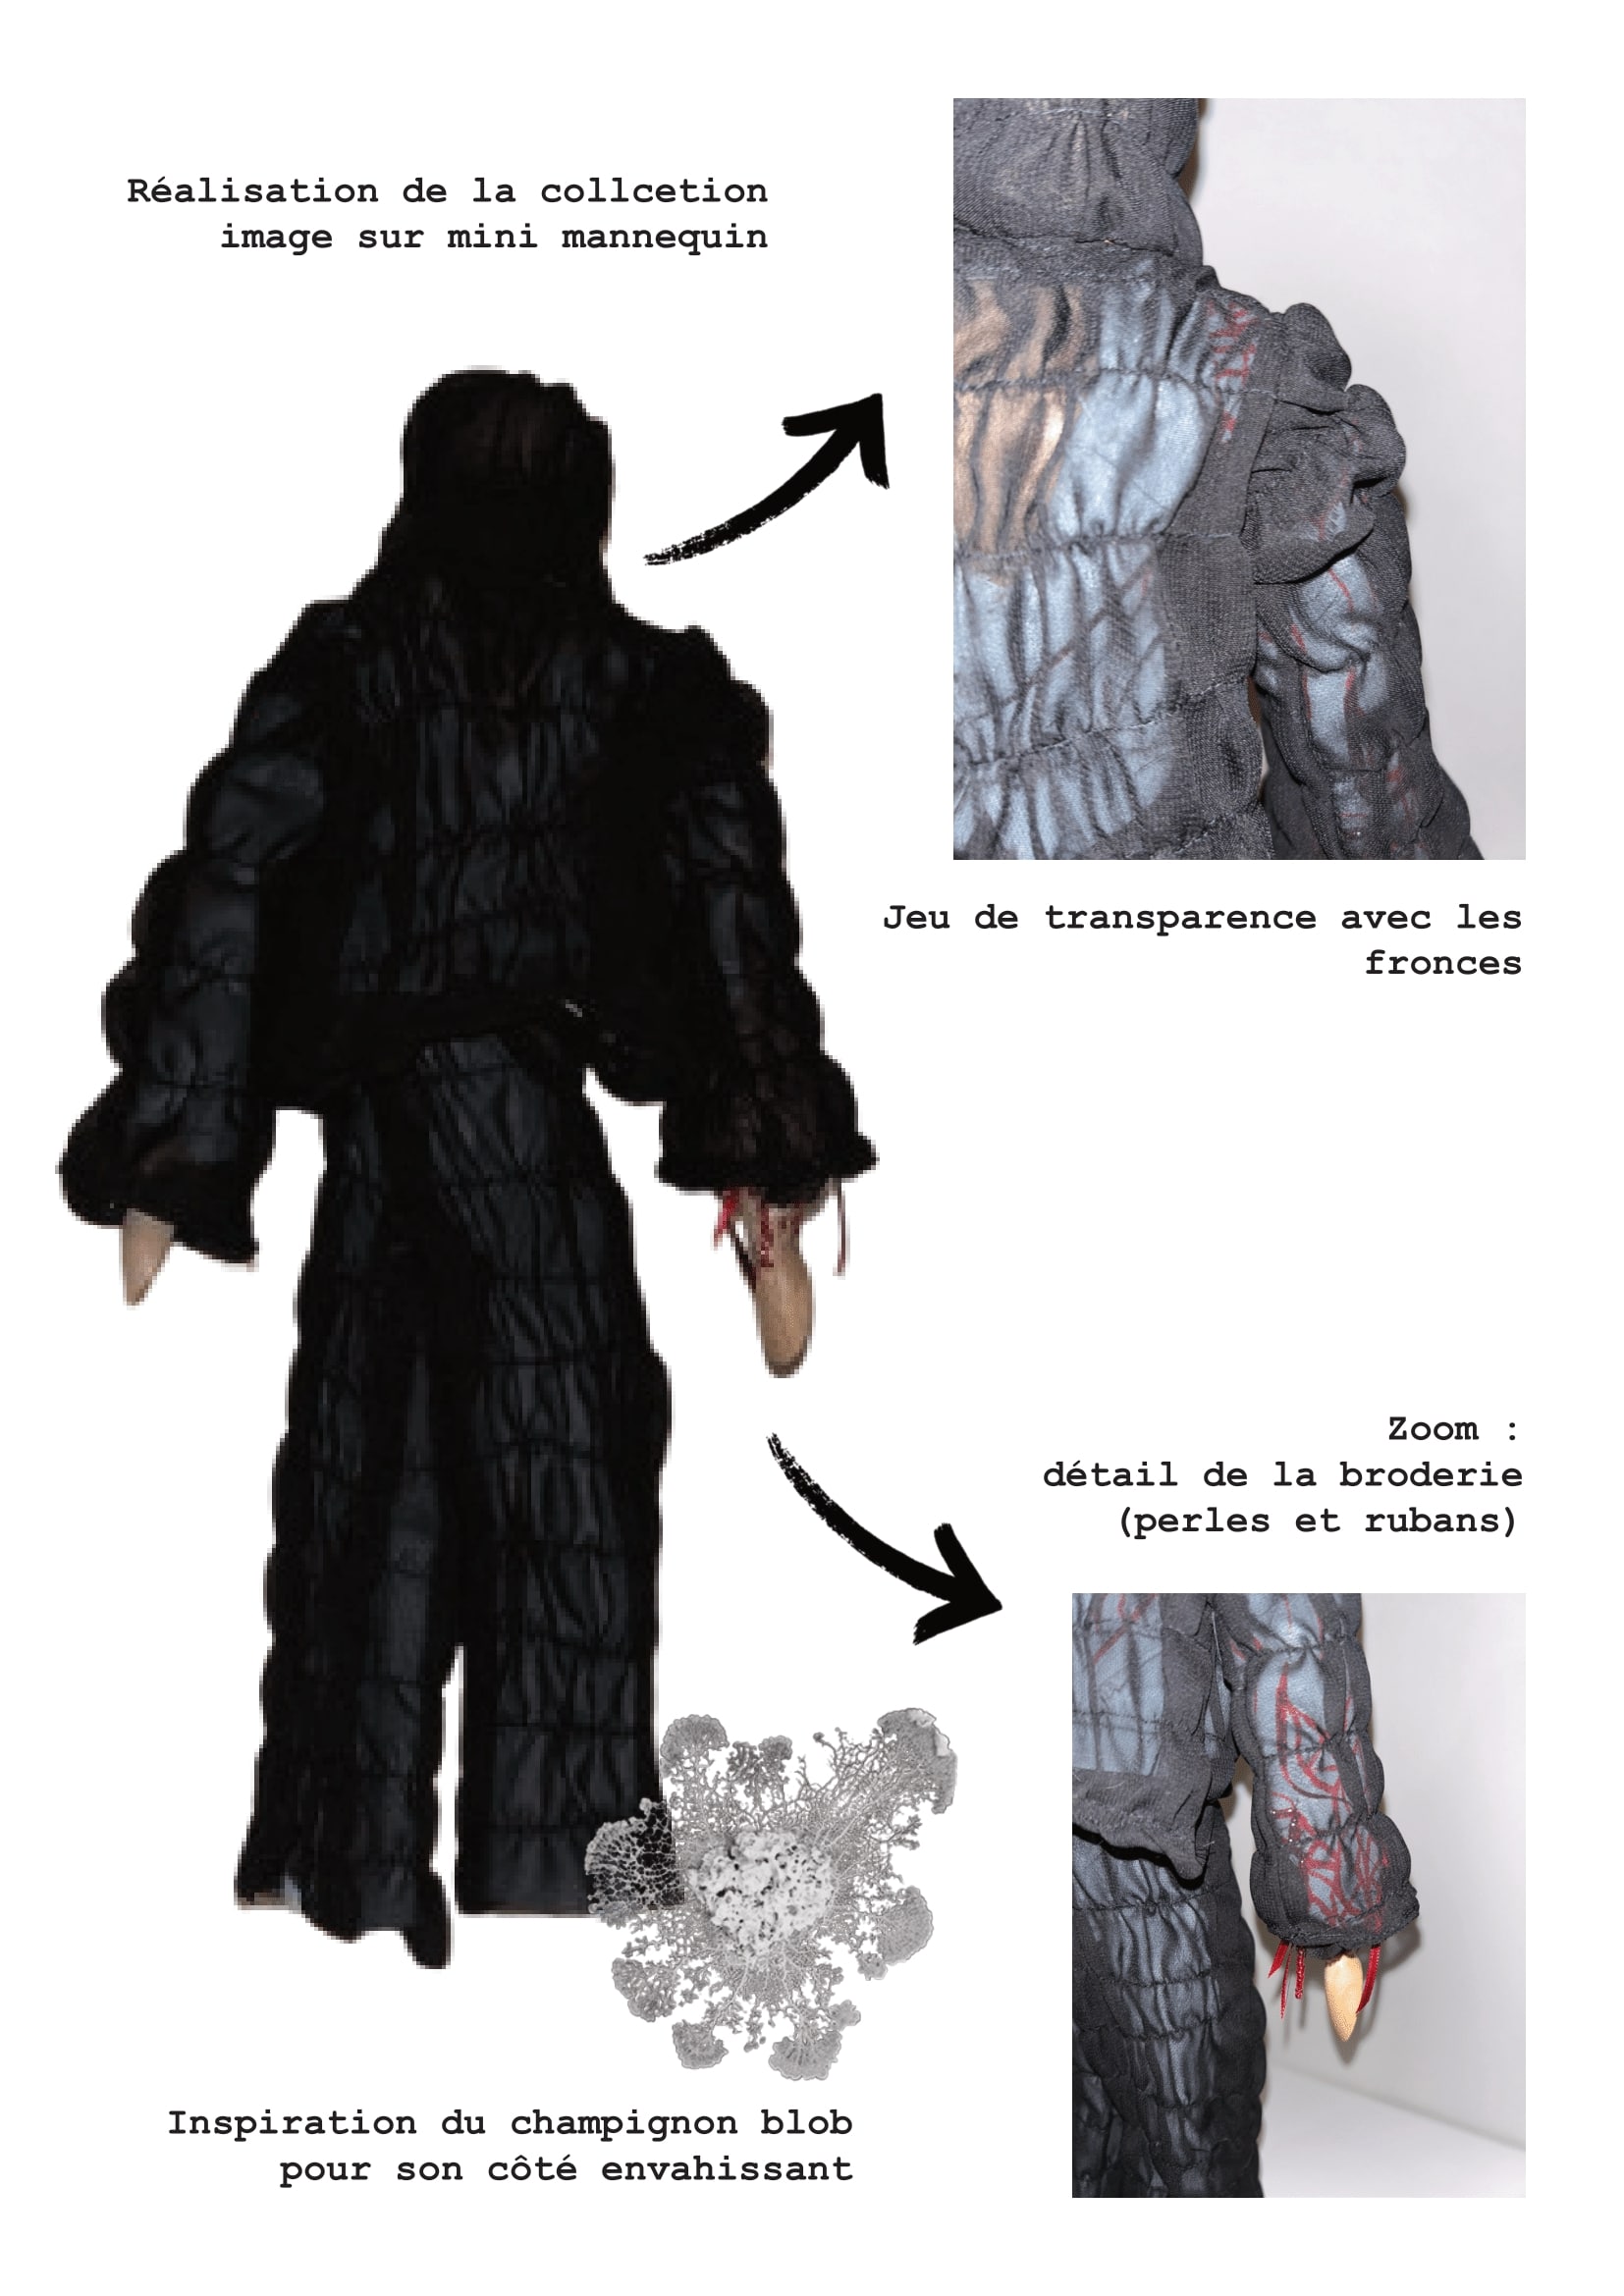 Réalisation de la collcetion
image sur mini mannequin
Jeu de transparence avec les
fronces
Zoom :
détail de la broderie
(perles et rubans)
Inspiration du champignon blob
pour son côté envahissant